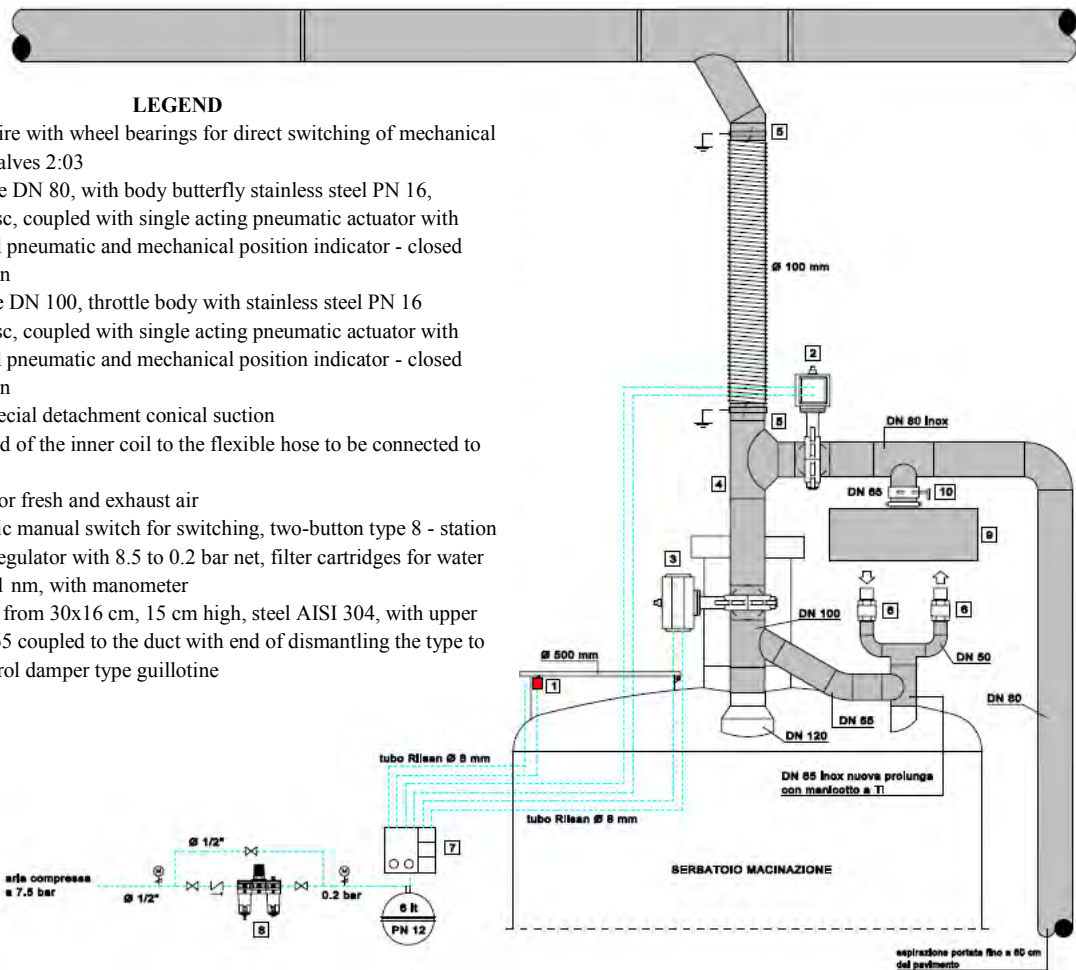 LEGEND
ire with wheel bearings for direct switching of mechanical
alves 2:03
e DN 80, with body butterfly stainless steel PN 16,
sc, coupled with single acting pneumatic actuator with
l pneumatic and mechanical position indicator - closed
n
e DN 100, throttle body with stainless steel PN 16
sc, coupled with single acting pneumatic actuator with
l pneumatic and mechanical position indicator - closed
n
ecial detachment conical suction
d of the inner coil to the flexible hose to be connected to
or fresh and exhaust air
ic manual switch for switching, two-button type 8 - station
egulator with 8.5 to 0.2 bar net, filter cartridges for water
1 nm, with manometer
from 30x16 cm, 15 cm high, steel AISI 304, with upper
65 coupled to the duct with end of dismantling the type to
rol damper type guillotine
5
Ø 100 mm
2
5
DN 80 Inox
4
DN 65
10
9
3
6
6
DN 100
DN 50
Ø 500 mm
1
DN 65
DN 80
DN 120
tubo Rilsan Ø 8 mm
DN 65 Inox nuova prolunga
con manicotto a TI
tubo Rilsan Ø 8 mm
7
Ø 1/2"
SERBATOIO MACINAZIONE
aria compressa
a 7.5 bar
M
M
Ø 1/2"
0.2 bar
8
6 lt
PN 12
aspirazione portata fino a 60 cm
dal pavimento